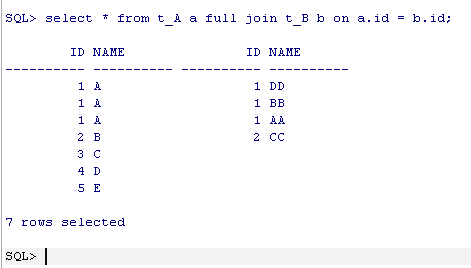 SQL> select * from t_A a full join t_B b on a.id = b.id;
ID NAME ID NAME
---------- ---------- ---------- ----------
1 A 1 DD
1 A 1 BB
1 A 1 AA
2 B 2 CC
3 C
4 D
5 E
7 rows selected
SQL>